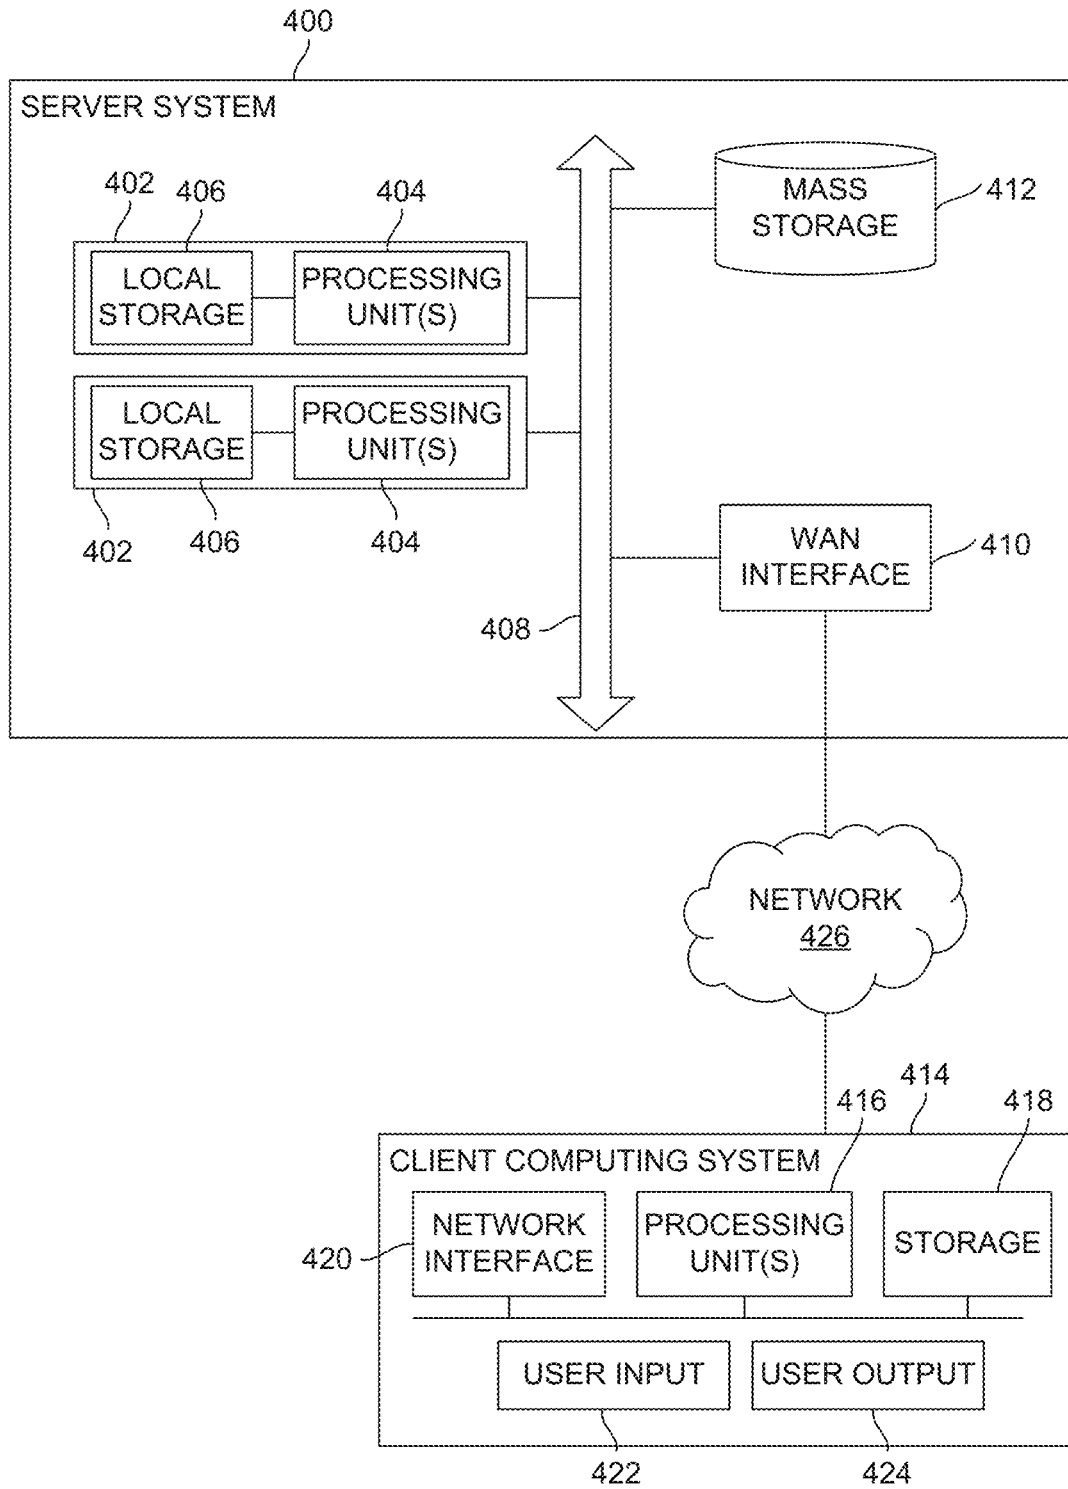 400
SERVER SYSTEM
402
406
404
412
MASS
STORAGE
LOCAL
STORAGE
PROCESSING
UNIT(S)
LOCAL
STORAGE
PROCESSING
UNIT(S)
402
406
404
408
WAN
INTERFACE
410
NETWORK
426
414
416
418
CLIENT COMPUTING SYSTEM
420
NETWORK
INTERFACE
PROCESSING
UNIT(S)
STORAGE
USER INPUT
USER OUTPUT
422
424